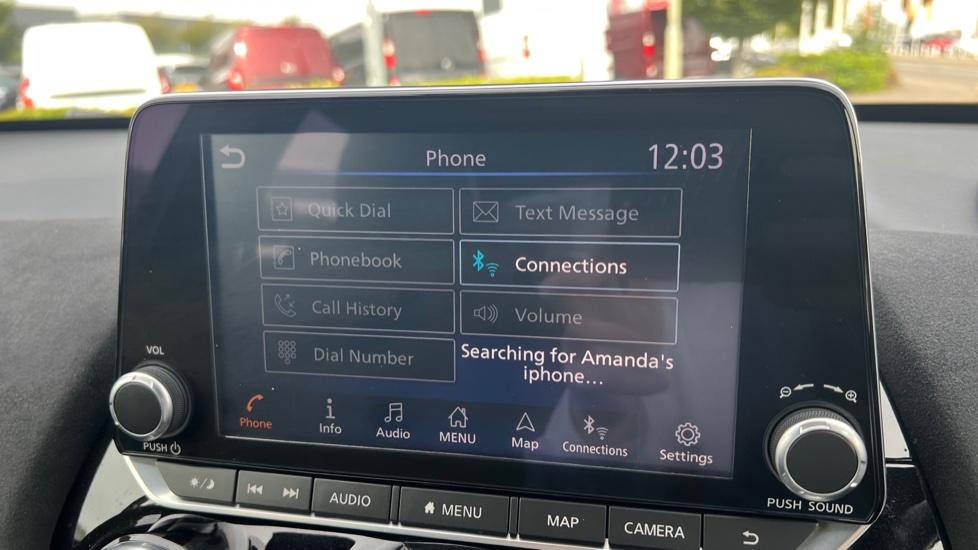 Phone
12:03
Quick Dial
Text Message
Phonebook
Connections
Call History
Volume
Dial Number
Searching for Amanda's
iphone...
Phone
Info
Audio
MENU
Map
Connections
Settings
VOL
PUSH
PUSH SOUND
AUDIO
MENU
MAP
CAMERA